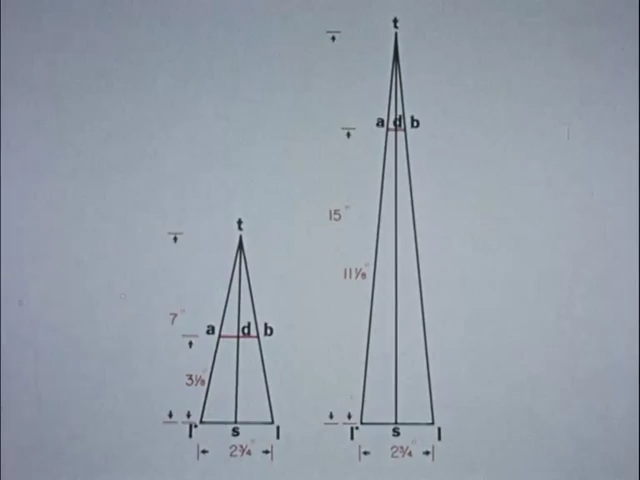 t
a d b
15"
11⅛"
r s l
2¾"
t
a d b
7"
3⅛"
r s l
2¾"